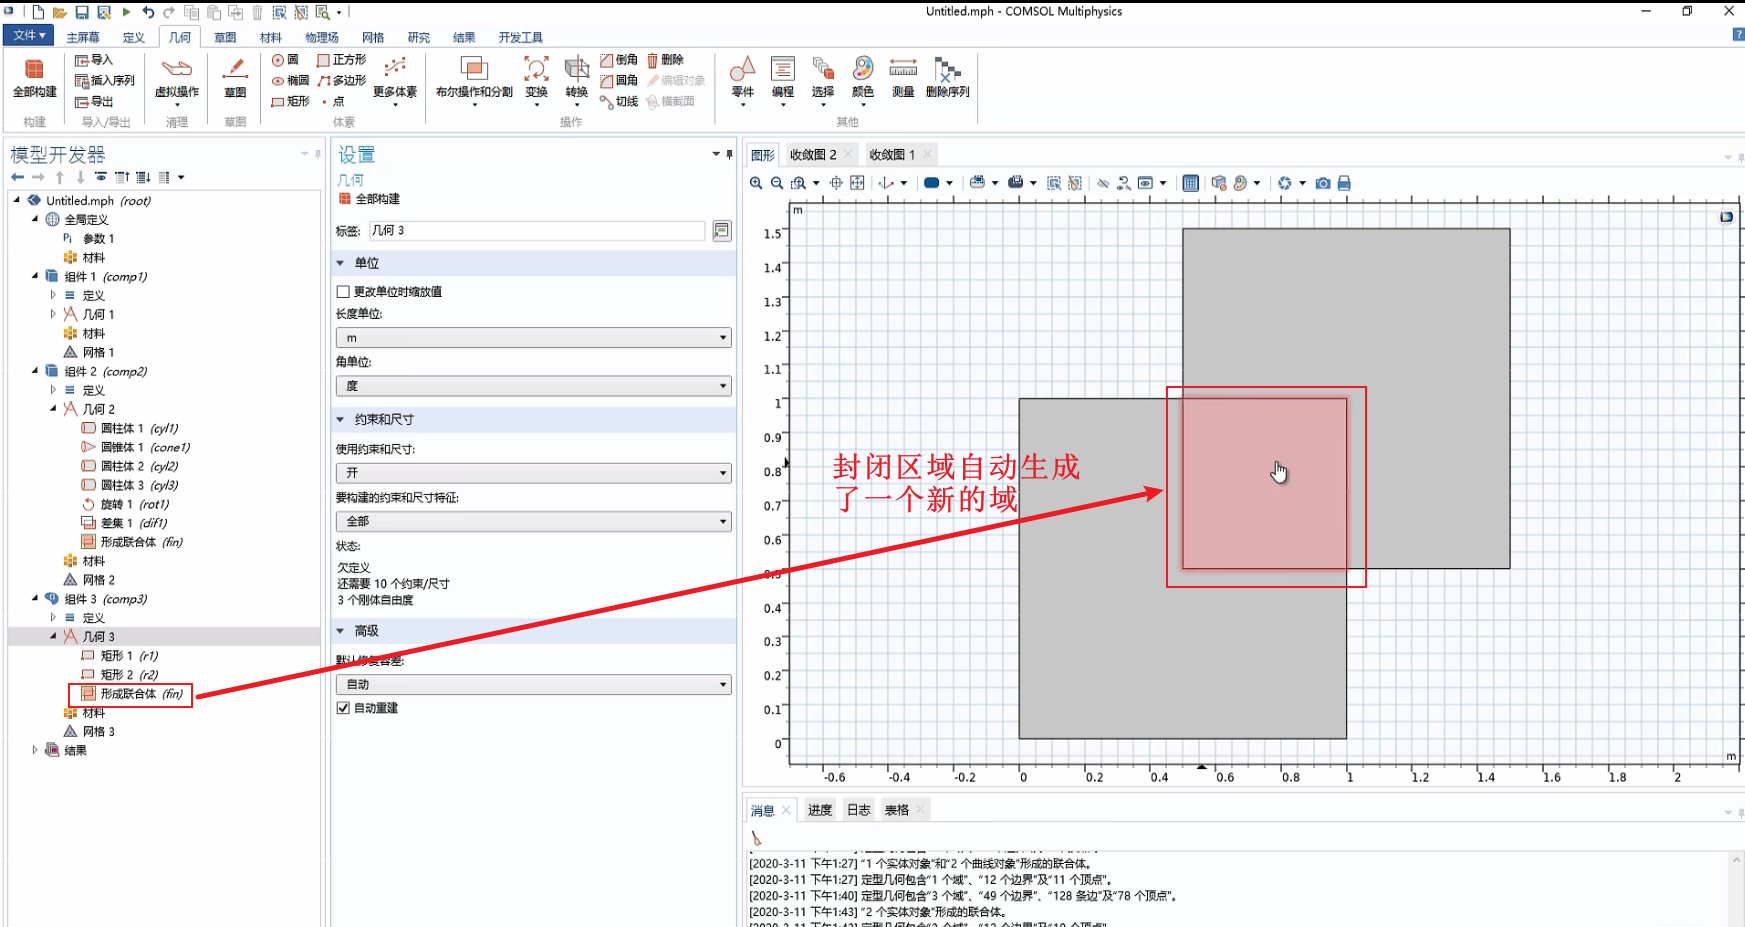 Untitled.mph - COMSOL Multiphysics
文件 主屏幕 定义 几何 草图 材料 物理场 网格 研究 结果 开发工具
全部构建
构建
导入
插入序列
导出
导入/导出
虚拟操作
清理
草图
草图
圆 正方形
椭圆 多边形
矩形 点
更多体素
体素
布尔操作和分割 变换 转换
倒角 删除
圆角 编辑对象
切线 横截面
操作
零件 编程 选择 颜色 测量 删除序列
其他
模型开发器
Untitled.mph (root)
全局定义
Pi 参数 1
材料
组件 1 (comp1)
定义
几何 1
材料
网格 1
组件 2 (comp2)
定义
几何 2
圆柱体 1 (cyl1)
圆锥体 1 (cone1)
圆柱体 2 (cyl2)
圆柱体 3 (cyl3)
旋转 1 (rot1)
差集 1 (dif1)
形成联合体 (fin)
材料
网格 2
组件 3 (comp3)
定义
几何 3
矩形 1 (r1)
矩形 2 (r2)
形成联合体 (fin)
材料
网格 3
结果
设置
几何
全部构建
标签: 几何 3
单位
更改单位时缩放值
长度单位:
m
角单位:
度
约束和尺寸
使用约束和尺寸:
开
要构建的约束和尺寸特征:
全部
状态:
欠定义
还需要 10 个约束/尺寸
3 个刚体自由度
高级
默认修复容差:
自动
自动重建
图形 收敛图 2 收敛图 1
m
1.5
1.4
1.3
1.2
1.1
1
0.9
0.8
0.7
0.6
0.5
0.4
0.3
0.2
0.1
0
封闭区域自动生成
了一个新的域
m
-0.6 -0.4 -0.2 0 0.2 0.4 0.6 0.8 1 1.2 1.4 1.6 1.8 2
消息 进度 日志 表格
[2020-3-11 下午1:27] “1 个实体对象”和“2 个曲线对象”形成的联合体。
[2020-3-11 下午1:27] 定型几何包含“1 个域”、“12 个边界”及“11 个顶点”。
[2020-3-11 下午1:40] 定型几何包含“3 个域”、“49 个边界”、“128 条边”及“78 个顶点”。
[2020-3-11 下午1:43] “2 个实体对象”形成的联合体。